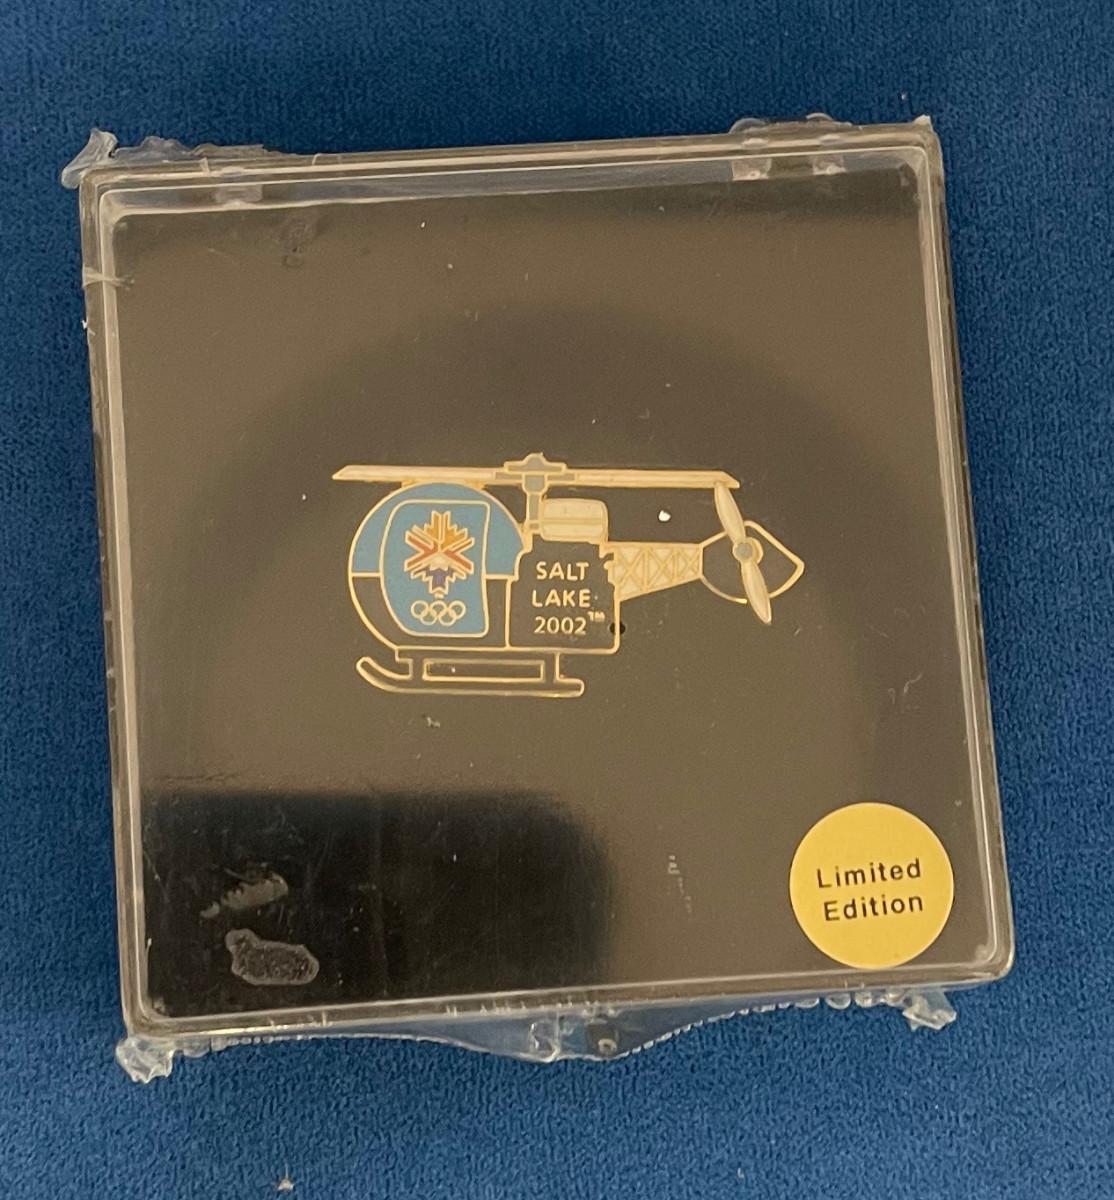 SALT
LAKE
2002™
Limited
Edition